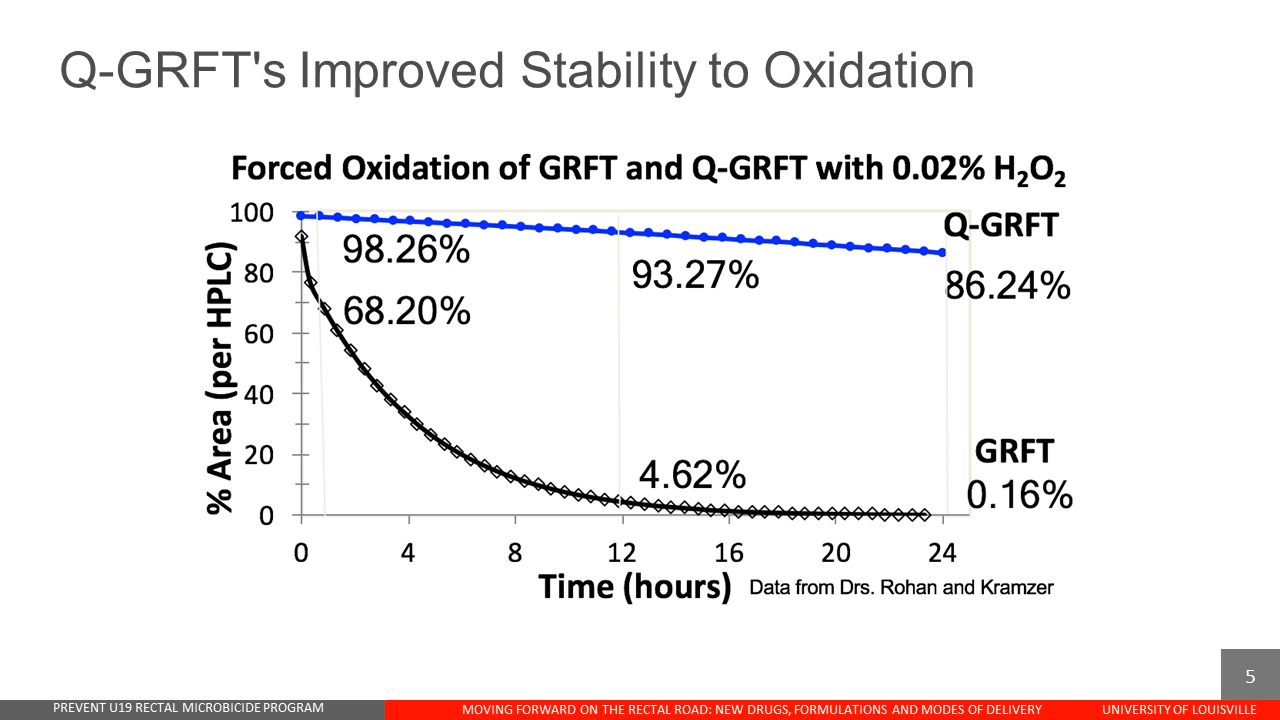 Q-GRFT's Improved Stability to Oxidation
Forced Oxidation of GRFT and Q-GRFT with 0.02% H₂O₂
% Area (per HPLC)
100
80
60
40
20
0
98.26%
68.20%
93.27%
4.62%
Q-GRFT
86.24%
GRFT
0.16%
0 4 8 12 16 20 24
Time (hours)
Data from Drs. Rohan and Kramzer
5
PREVENT U19 RECTAL MICROBICIDE PROGRAM
MOVING FORWARD ON THE RECTAL ROAD: NEW DRUGS, FORMULATIONS AND MODES OF DELIVERY
UNIVERSITY OF LOUISVILLE